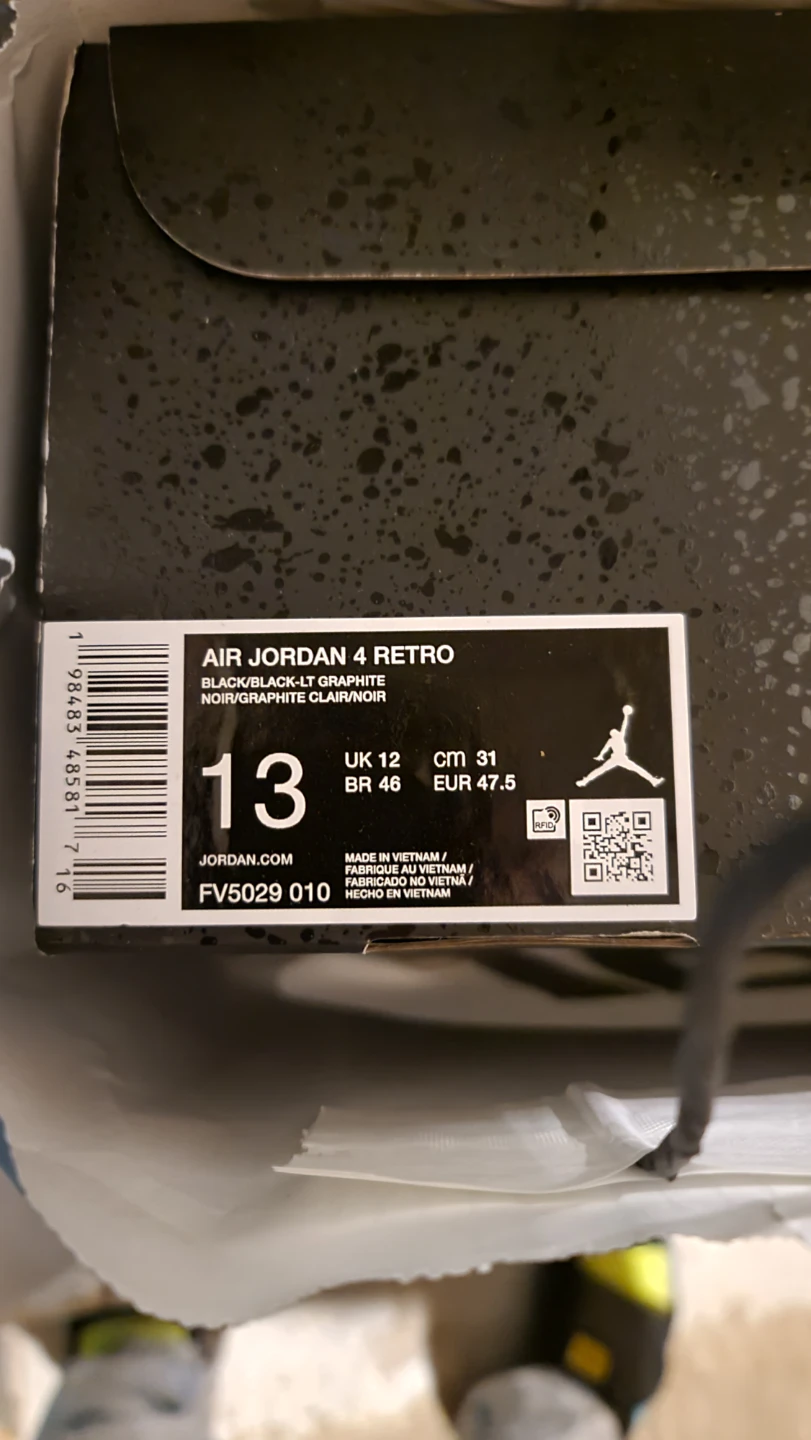 1 98483 48581 7 16
AIR JORDAN 4 RETRO
BLACK/BLACK-LT GRAPHITE
NOIR/GRAPHITE CLAIR/NOIR
13
UK 12 cm 31
BR 46 EUR 47.5
RFID
JORDAN.COM
FV5029 010
MADE IN VIETNAM /
FABRIQUE AU VIETNAM /
FABRICADO NO VIETNÃ /
HECHO EN VIETNAM